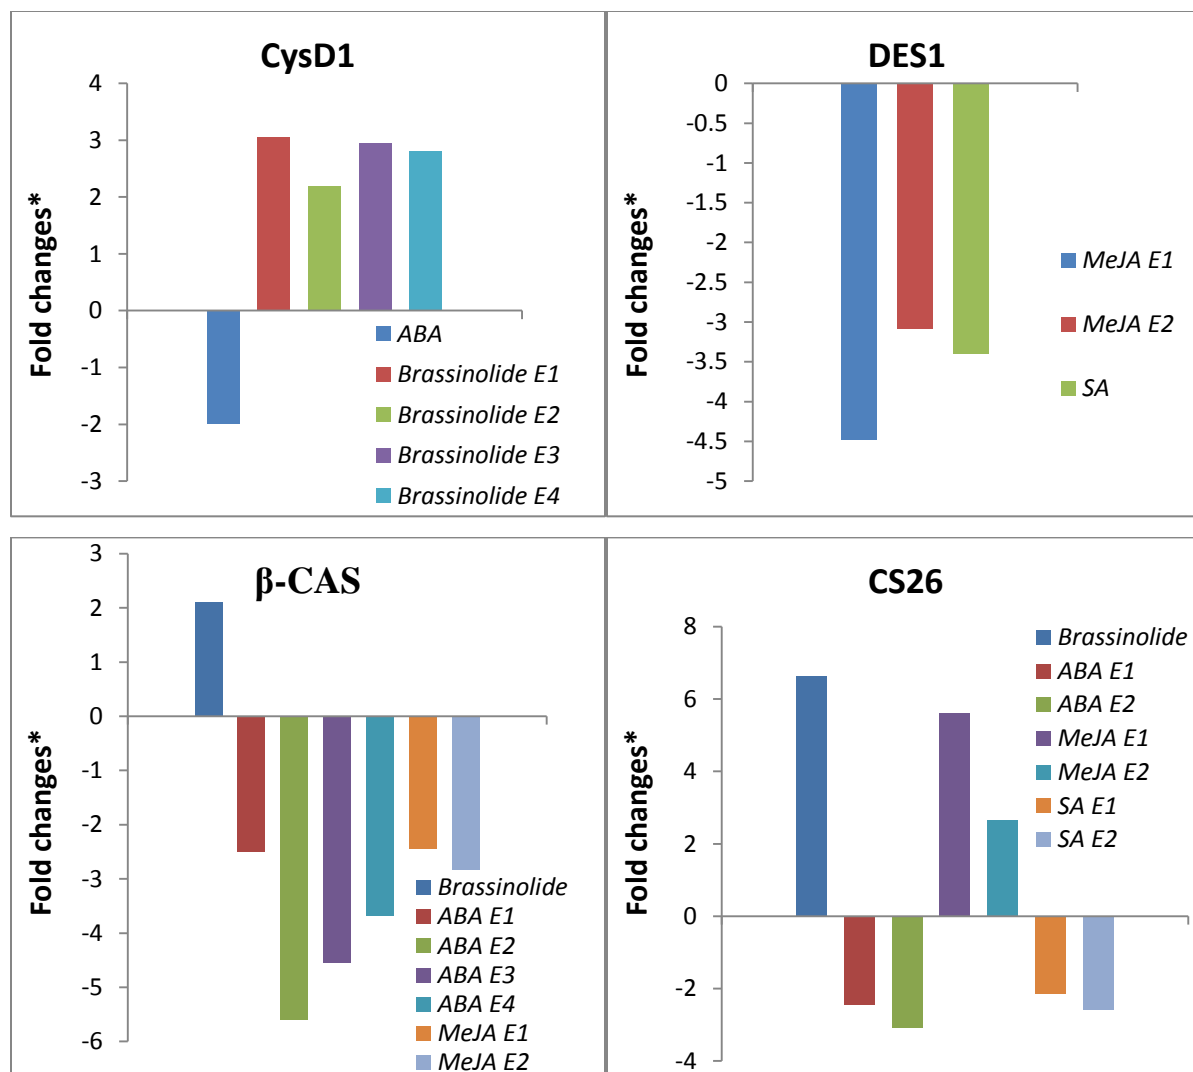 CysD1
Fold changes*
4
3
2
1
0
-1
-2
-3
ABA
Brassinolide E1
Brassinolide E2
Brassinolide E3
Brassinolide E4
DES1
Fold changes*
0
-0.5
-1
-1.5
-2
-2.5
-3
-3.5
-4
-4.5
-5
MeJA E1
MeJA E2
SA
β-CAS
Fold changes*
3
2
1
0
-1
-2
-3
-4
-5
-6
Brassinolide
ABA E1
ABA E2
ABA E3
ABA E4
MeJA E1
MeJA E2
CS26
Fold changes*
8
6
4
2
0
-2
-4
Brassinolide
ABA E1
ABA E2
MeJA E1
MeJA E2
SA E1
SA E2